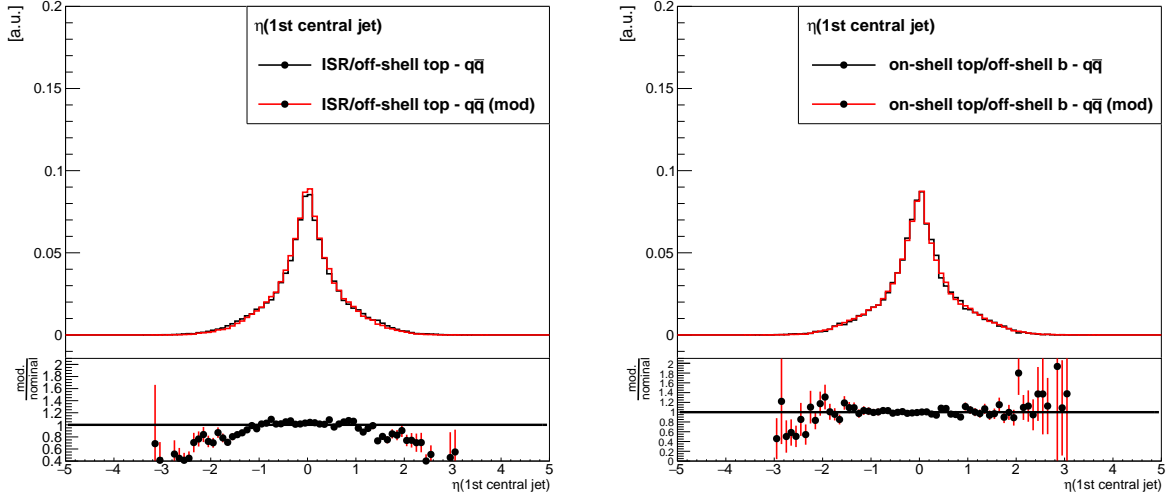 [a.u.]
0.2
0.15
0.1
0.05
0
η(1st central jet)
ISR/off-shell top - qq̅
ISR/off-shell top - qq̅ (mod)
mod.
nominal
2
1.8
1.6
1.4
1.2
1
0.8
0.6
0.4
−5 −4 −3 −2 −1 0 1 2 3 4 5
η(1st central jet)
[a.u.]
0.2
0.15
0.1
0.05
0
η(1st central jet)
on-shell top/off-shell b - qq̅
on-shell top/off-shell b - qq̅ (mod)
mod.
nominal
2
1.8
1.6
1.4
1.2
1
0.8
0.6
0.4
0.2
0
−5 −4 −3 −2 −1 0 1 2 3 4 5
η(1st central jet)